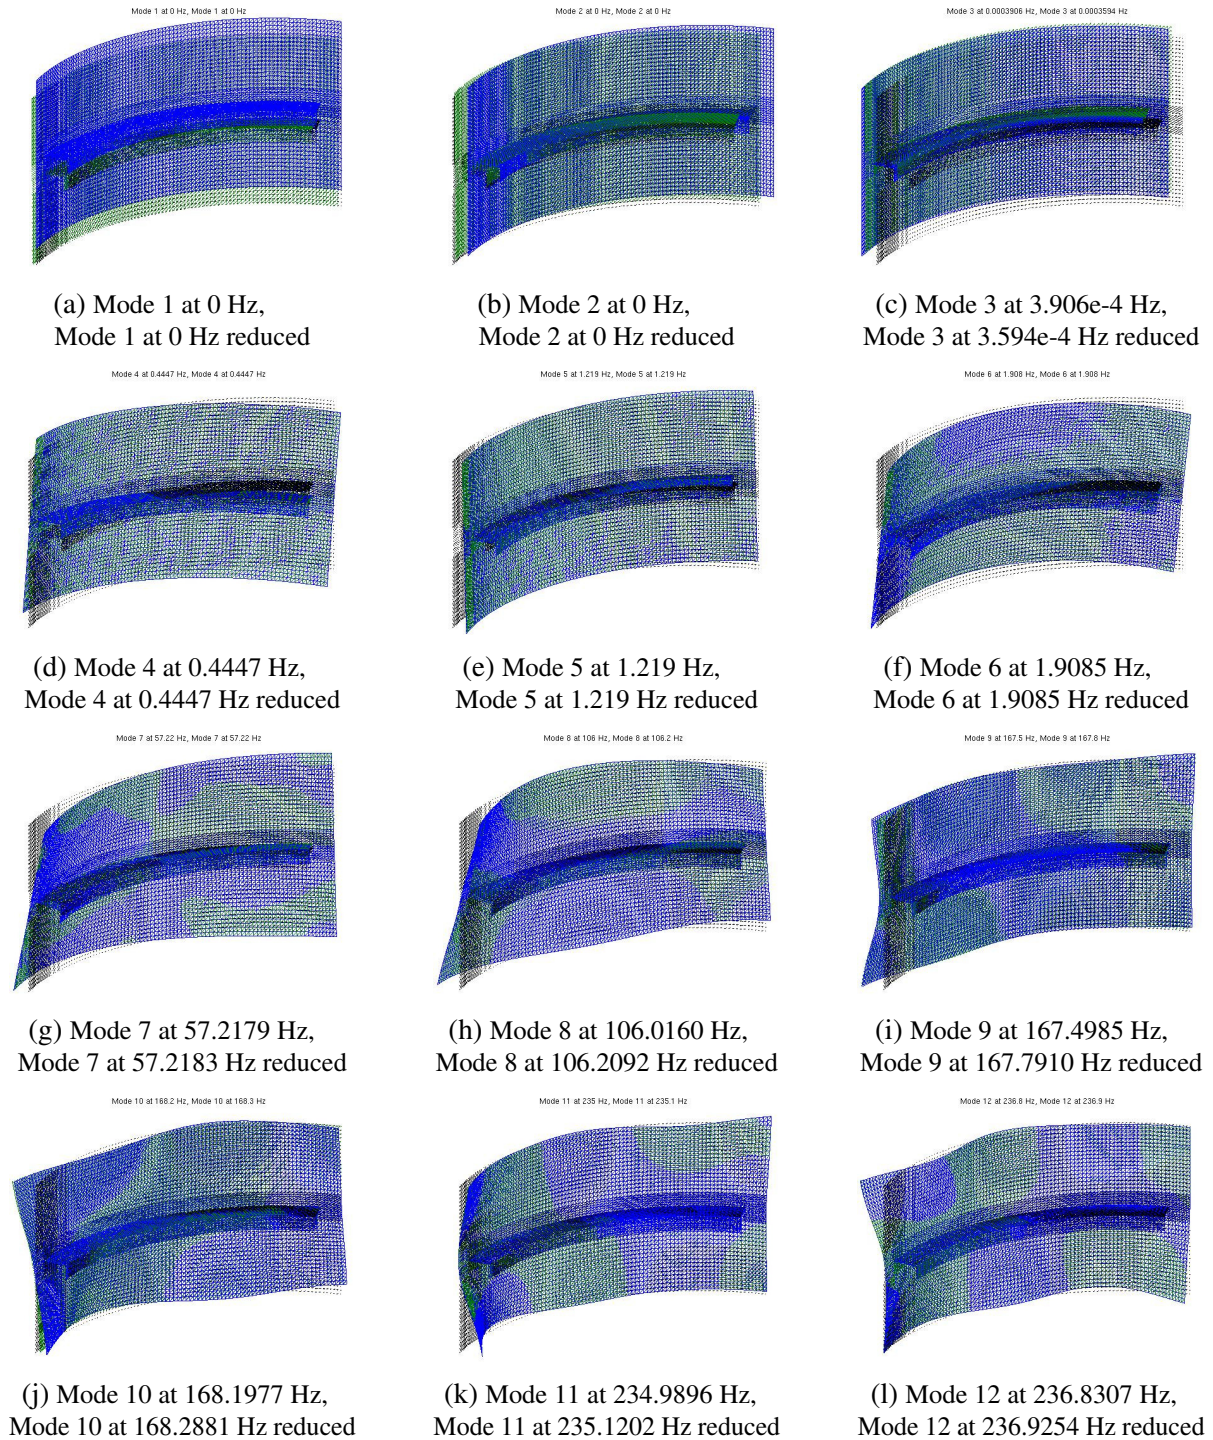 Mode 1 at 0 Hz, Mode 1 at 0 Hz
Mode 2 at 0 Hz, Mode 2 at 0 Hz
Mode 3 at 0.0003906 Hz, Mode 3 at 0.0003594 Hz
(a) Mode 1 at 0 Hz,
Mode 1 at 0 Hz reduced
(b) Mode 2 at 0 Hz,
Mode 2 at 0 Hz reduced
(c) Mode 3 at 3.906e-4 Hz,
Mode 3 at 3.594e-4 Hz reduced
Mode 4 at 0.4447 Hz, Mode 4 at 0.4447 Hz
Mode 5 at 1.219 Hz, Mode 5 at 1.219 Hz
Mode 6 at 1.908 Hz, Mode 6 at 1.908 Hz
(d) Mode 4 at 0.4447 Hz,
Mode 4 at 0.4447 Hz reduced
(e) Mode 5 at 1.219 Hz,
Mode 5 at 1.219 Hz reduced
(f) Mode 6 at 1.9085 Hz,
Mode 6 at 1.9085 Hz reduced
Mode 7 at 57.22 Hz, Mode 7 at 57.22 Hz
Mode 8 at 106 Hz, Mode 8 at 106.2 Hz
Mode 9 at 167.5 Hz, Mode 9 at 167.8 Hz
(g) Mode 7 at 57.2179 Hz,
Mode 7 at 57.2183 Hz reduced
(h) Mode 8 at 106.0160 Hz,
Mode 8 at 106.2092 Hz reduced
(i) Mode 9 at 167.4985 Hz,
Mode 9 at 167.7910 Hz reduced
Mode 10 at 168.2 Hz, Mode 10 at 168.3 Hz
Mode 11 at 235 Hz, Mode 11 at 235.1 Hz
Mode 12 at 236.8 Hz, Mode 12 at 236.9 Hz
(j) Mode 10 at 168.1977 Hz,
Mode 10 at 168.2881 Hz reduced
(k) Mode 11 at 234.9896 Hz,
Mode 11 at 235.1202 Hz reduced
(l) Mode 12 at 236.8307 Hz,
Mode 12 at 236.9254 Hz reduced